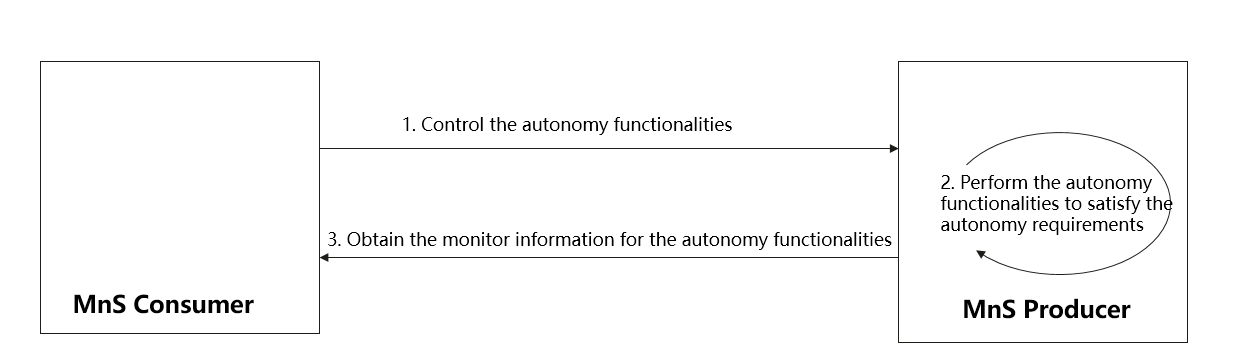 1. Control the autonomy functionalities
2. Perform the autonomy
functionalities to satisfy the
autonomy requirements
3. Obtain the monitor information for the autonomy functionalities
MnS Consumer
MnS Producer